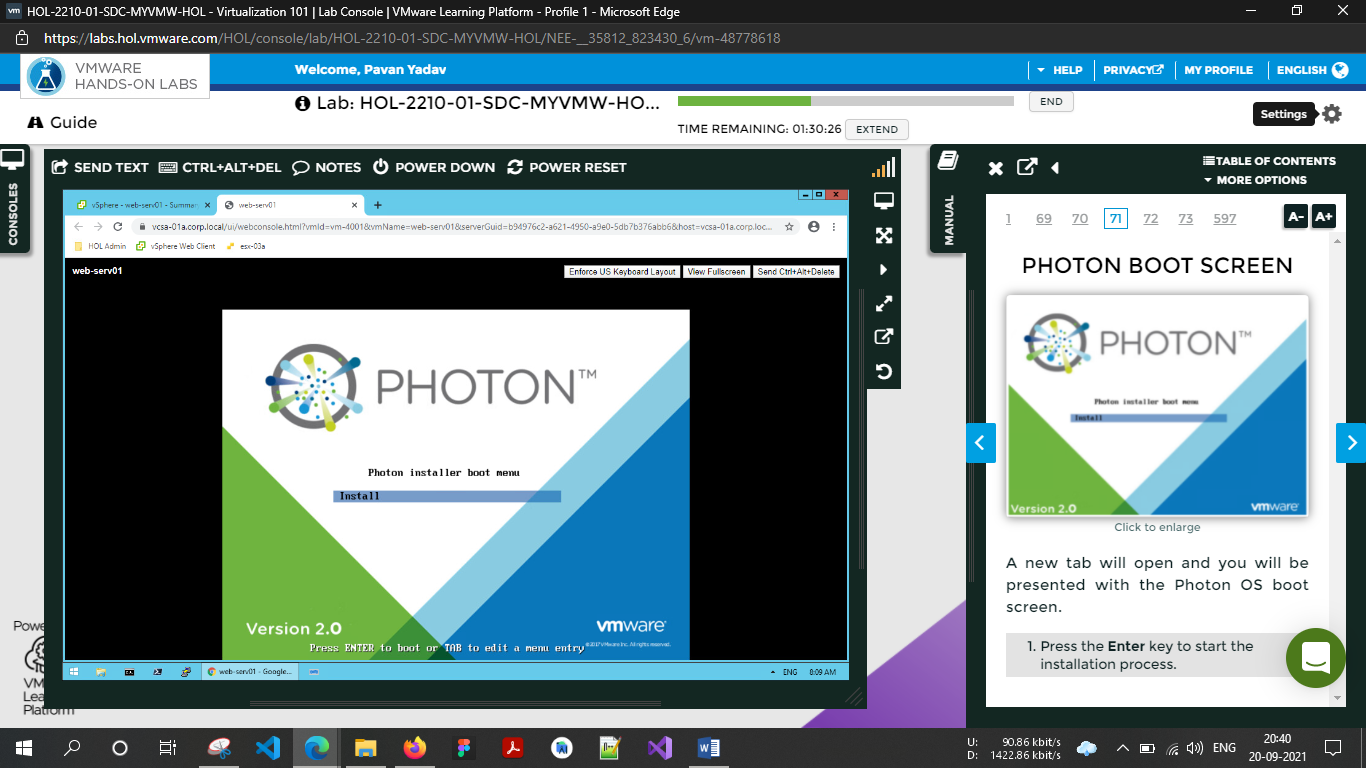 HOL-2210-01-SDC-MYVMW-HOL - Virtualization 101 | Lab Console | VMware Learning Platform - Profile 1 - Microsoft Edge
https://labs.hol.vmware.com/HOL/console/lab/HOL-2210-01-SDC-MYVMW-HOL/NEE-__35812_823430_6/vm-48778618
VMWARE
HANDS-ON LABS
Welcome, Pavan Yadav
HELP PRIVACY MY PROFILE ENGLISH
Guide
Lab: HOL-2210-01-SDC-MYVMW-HO...
END
TIME REMAINING: 01:30:26 EXTEND
Settings
CONSOLES
SEND TEXT CTRL+ALT+DEL NOTES POWER DOWN POWER RESET
vSphere - web-serv01 - Summar web-serv01
vcsa-01a.corp.local/ui/webconsole.html?vmId=vm-4001&vmName=web-serv01&serverGuid=b94976c2-a621-4950-a9e0-5db7b376abb6&host=vcsa-01a.corp.loc...
HOL Admin vSphere Web Client esx-03a
web-serv01
Enforce US Keyboard Layout View Fullscreen Send Ctrl+Alt+Delete
PHOTON™
Photon installer boot menu
Install
Version 2.0
vmware
©2017 VMware Inc. All rights reserved.
Press ENTER to boot or TAB to edit a menu entry
web-serv01 - Google...
ENG 8:09 AM
Powe
VM
Lea
Platform
MANUAL
TABLE OF CONTENTS
MORE OPTIONS
1 69 70 71 72 73 597
A- A+
PHOTON BOOT SCREEN
PHOTON™
Photon installer boot menu
Install
Version 2.0
vmware
Click to enlarge
A new tab will open and you will be
presented with the Photon OS boot
screen.
1. Press the Enter key to start the
installation process.
U: 90.86 kbit/s
D: 1422.86 kbit/s
ENG
20:40
20-09-2021